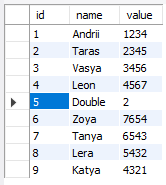 id name value
1 Andrii 1234
2 Taras 2345
3 Vasya 3456
4 Leon 4567
5 Double 2
6 Zoya 7654
7 Tanya 6543
8 Lera 5432
9 Katya 4321